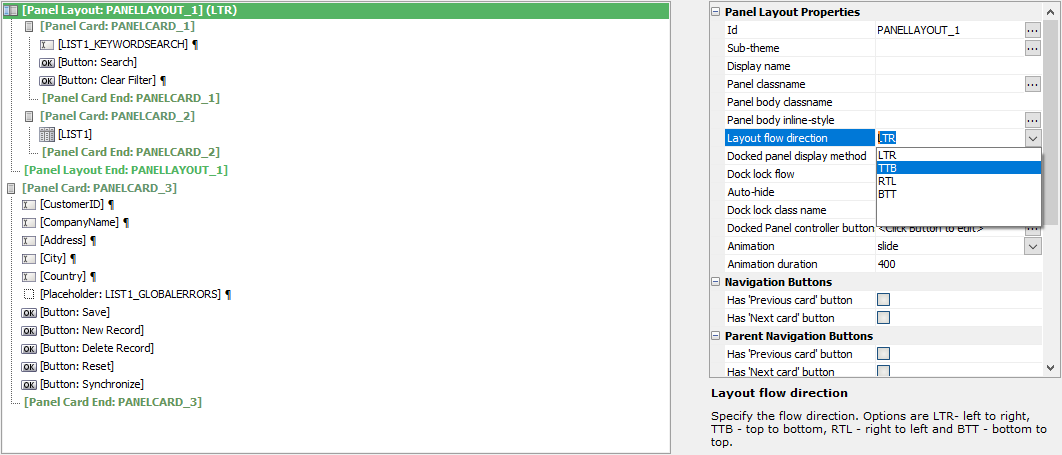 [Panel Layout: PANELLAYOUT_1] (LTR)
[Panel Card: PANELCARD_1]
[LIST1_KEYWORDSEARCH] ¶
OK [Button: Search]
OK [Button: Clear Filter] ¶
[Panel Card End: PANELCARD_1]
[Panel Card: PANELCARD_2]
[LIST1]
[Panel Card End: PANELCARD_2]
[Panel Layout End: PANELLAYOUT_1]
[Panel Card: PANELCARD_3]
[CustomerID] ¶
[CompanyName] ¶
[Address] ¶
[City] ¶
[Country] ¶
[Placeholder: LIST1_GLOBALERRORS] ¶
OK [Button: Save]
OK [Button: New Record]
OK [Button: Delete Record]
OK [Button: Reset]
OK [Button: Synchronize]
[Panel Card End: PANELCARD_3]
Panel Layout Properties
Id PANELLAYOUT_1 ...
Sub-theme ...
Display name
Panel classname ...
Panel body classname
Panel body inline-style ...
Layout flow direction LTR
Docked panel display method LTR
TTB
Dock lock flow RTL
Auto-hide BTT
Dock lock class name
Docked Panel controller button <Click Button to edit> ...
Animation slide
Animation duration 400
Navigation Buttons
Has 'Previous card' button
Has 'Next card' button
Parent Navigation Buttons
Has 'Previous card' button
Has 'Next card' button
Layout flow direction
Specify the flow direction. Options are LTR- left to right,
TTB - top to bottom, RTL - right to left and BTT - bottom to
top.